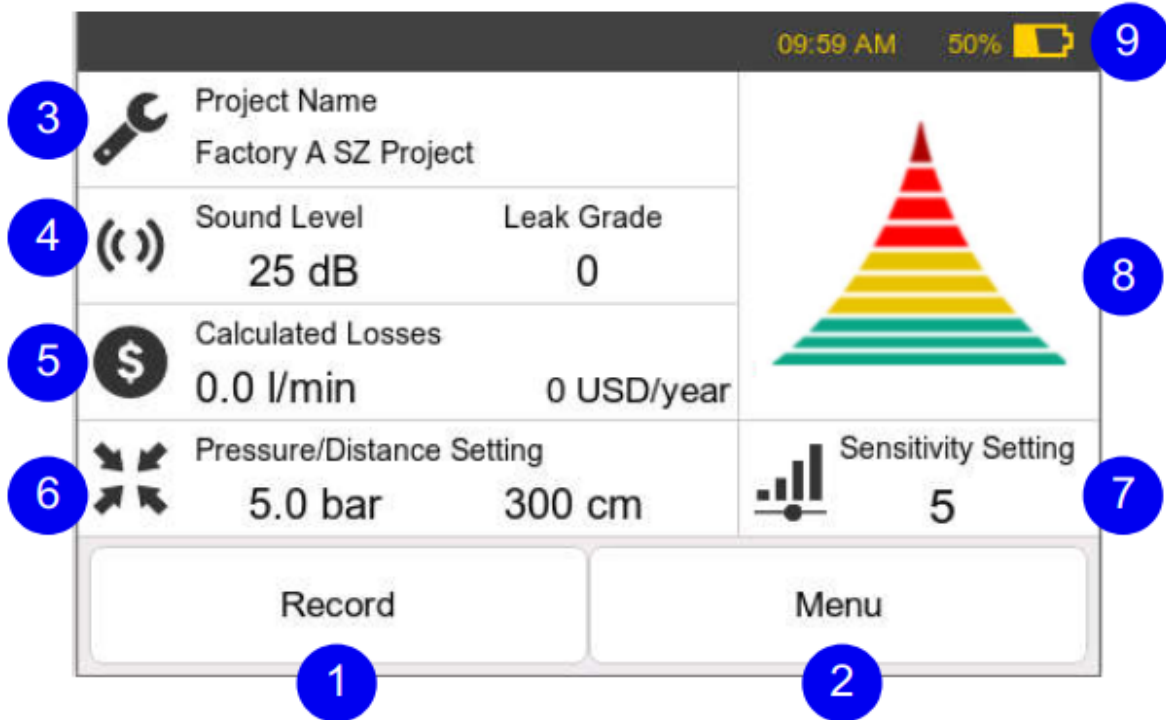 09:59 AM 50% 9
3 Project Name
Factory A SZ Project
4 Sound Level Leak Grade
25 dB 0
8
5 Calculated Losses
$
0.0 l/min 0 USD/year
6 Pressure/Distance Setting
5.0 bar 300 cm
Sensitivity Setting 7
5
Record Menu
1 2